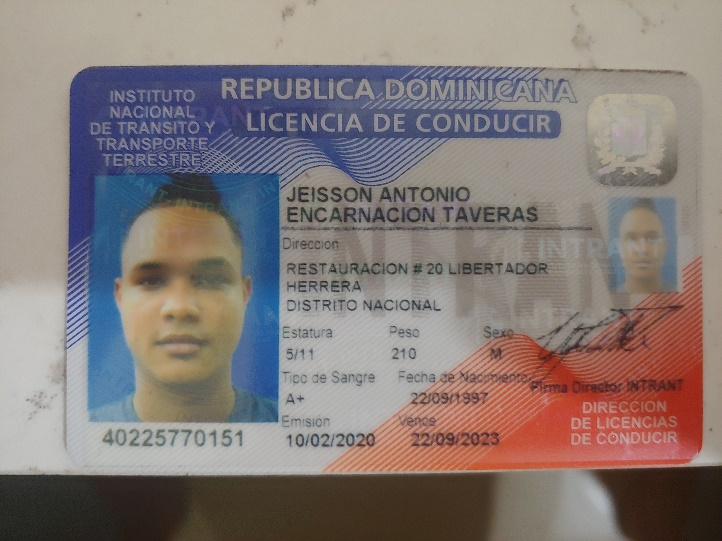 INSTITUTO
NACIONAL
DE TRANSITO Y
TRANSPORTE
TERRESTRE
REPUBLICA DOMINICANA
LICENCIA DE CONDUCIR
JEISSON ANTONIO
ENCARNACION TAVERAS
Direccion
RESTAURACION # 20 LIBERTADOR
HERRERA
DISTRITO NACIONAL
INTRANT
Estatura Peso Sexo
5/11 210 M
Tipo de Sangre Fecha de Nacimiento
A+ 22/09/1997
Emisión Vence
10/02/2020 22/09/2023
40225770151
Firma Director INTRANT
DIRECCION
DE LICENCIAS
DE CONDUCIR